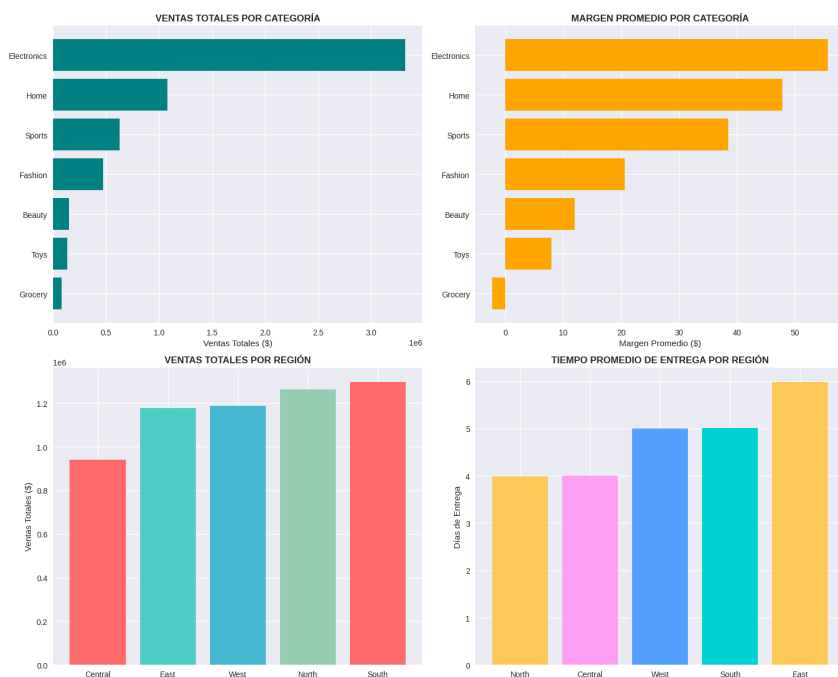 VENTAS TOTALES POR CATEGORÍA
Electronics
Home
Sports
Fashion
Beauty
Toys
Grocery
0.0 0.5 1.0 1.5 2.0 2.5 3.0
Ventas Totales ($)
1e6
MARGEN PROMEDIO POR CATEGORÍA
Electronics
Home
Sports
Fashion
Beauty
Toys
Grocery
0 10 20 30 40 50
Margen Promedio ($)
VENTAS TOTALES POR REGIÓN
1e6
Ventas Totales ($)
1.2
1.0
0.8
0.6
0.4
0.2
0.0
Central East West North South
TIEMPO PROMEDIO DE ENTREGA POR REGIÓN
Días de Entrega
6
5
4
3
2
1
0
North Central West South East